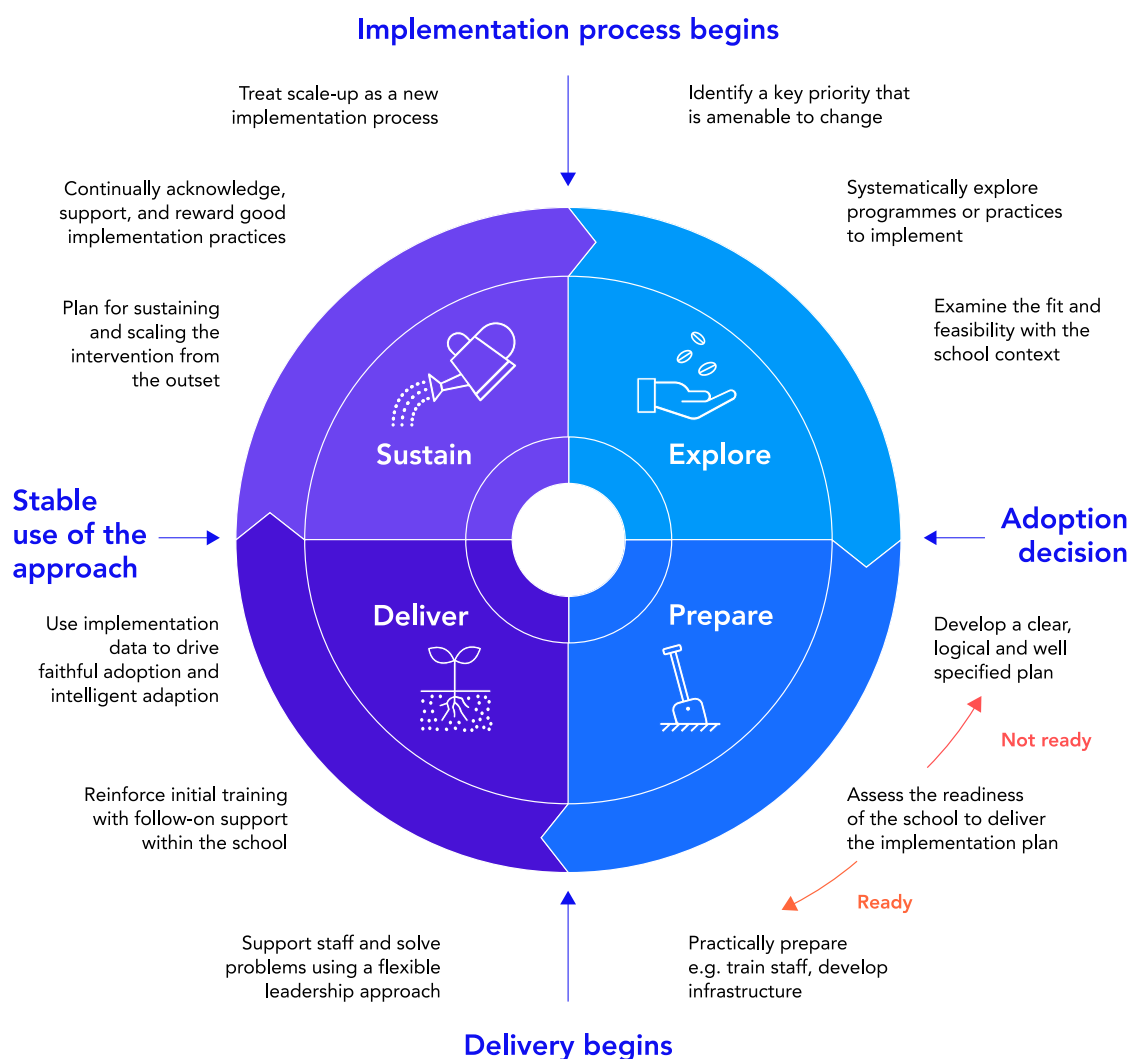 Implementation process begins
Treat scale-up as a new
implementation process
Identify a key priority that
is amenable to change
Continually acknowledge,
support, and reward good
implementation practices
Systematically explore
programmes or practices
to implement
Plan for sustaining
and scaling the
intervention from
the outset
Examine the fit and
feasibility with the
school context
Sustain
Explore
Stable
use of the
approach
Adoption
decision
Deliver
Prepare
Use implementation
data to drive
faithful adoption and
intelligent adaption
Develop a clear,
logical and well
specified plan
Not ready
Reinforce initial training
with follow-on support
within the school
Assess the readiness
of the school to deliver
the implementation plan
Ready
Support staff and solve
problems using a flexible
leadership approach
Practically prepare
e.g. train staff, develop
infrastructure
Delivery begins